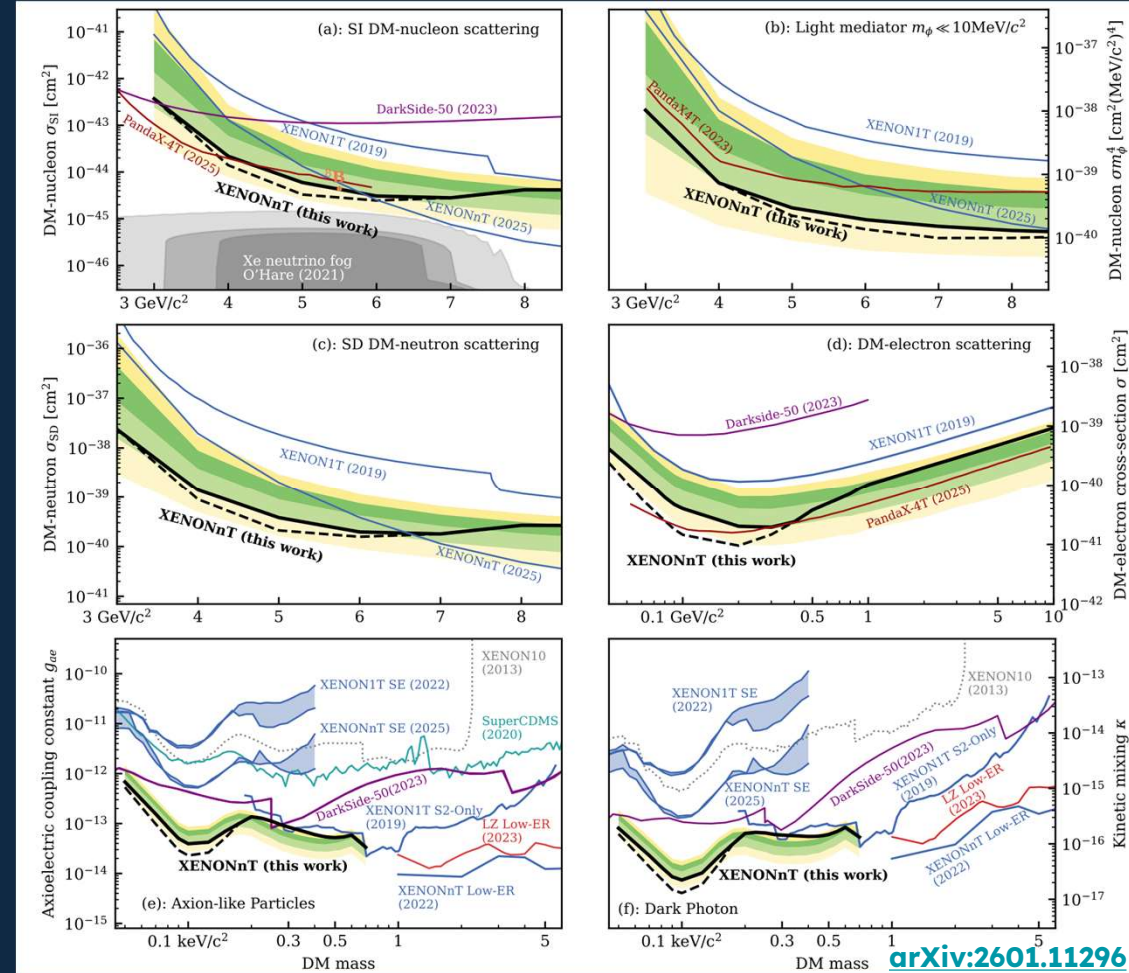 (a): SI DM-nucleon scattering
DM-nucleon σ_SI [cm²]
10⁻⁴¹
10⁻⁴²
10⁻⁴³
10⁻⁴⁴
10⁻⁴⁵
10⁻⁴⁶
DarkSide-50 (2023)
XENON1T (2019)
PandaX-4T (2025)
⁸B
XENONnT (this work)
XENONnT (2025)
Xe neutrino fog
O'Hare (2021)
3 GeV/c² 4 5 6 7 8
(b): Light mediator m_ϕ ≪ 10MeV/c²
DM-nucleon σm_ϕ⁴ [cm²(MeV/c²)⁴]
10⁻³⁷
10⁻³⁸
10⁻³⁹
10⁻⁴⁰
PandaX4T (2023)
XENON1T (2019)
XENONnT (this work)
XENONnT (2025)
3 GeV/c² 4 5 6 7 8
(c): SD DM-neutron scattering
DM-neutron σ_SD [cm²]
10⁻³⁶
10⁻³⁷
10⁻³⁸
10⁻³⁹
10⁻⁴⁰
10⁻⁴¹
XENON1T (2019)
XENONnT (this work)
XENONnT (2025)
3 GeV/c² 4 5 6 7 8
(d): DM-electron scattering
DM-electron cross-section σ [cm²]
10⁻³⁸
10⁻³⁹
10⁻⁴⁰
10⁻⁴¹
10⁻⁴²
Darkside-50 (2023)
XENON1T (2019)
PandaX-4T (2025)
XENONnT (this work)
0.1 GeV/c² 0.5 1 5 10
Axioelectric coupling constant g_ae
10⁻¹⁰
10⁻¹¹
10⁻¹²
10⁻¹³
10⁻¹⁴
10⁻¹⁵
XENON10
(2013)
XENON1T SE (2022)
XENONnT SE (2025)
SuperCDMS
(2020)
DarkSide-50(2023)
XENON1T S2-Only
(2019)
LZ Low-ER
(2023)
XENONnT (this work)
XENONnT Low-ER
(2022)
(e): Axion-like Particles
0.1 keV/c² 0.3 1 5
DM mass
Kinetic mixing κ
10⁻¹³
10⁻¹⁴
10⁻¹⁵
10⁻¹⁶
10⁻¹⁷
XENON1T SE
(2022)
XENON10
(2013)
XENONnT SE
(2025)
DarkSide-50(2023)
XENON1T S2-Only
(2019)
LZ Low-ER
(2023)
XENONnT Low-ER
(2022)
XENONnT (this work)
(f): Dark Photon
0.1 keV/c² 0.3 0.5 1 5
DM mass
arXiv:2601.11296